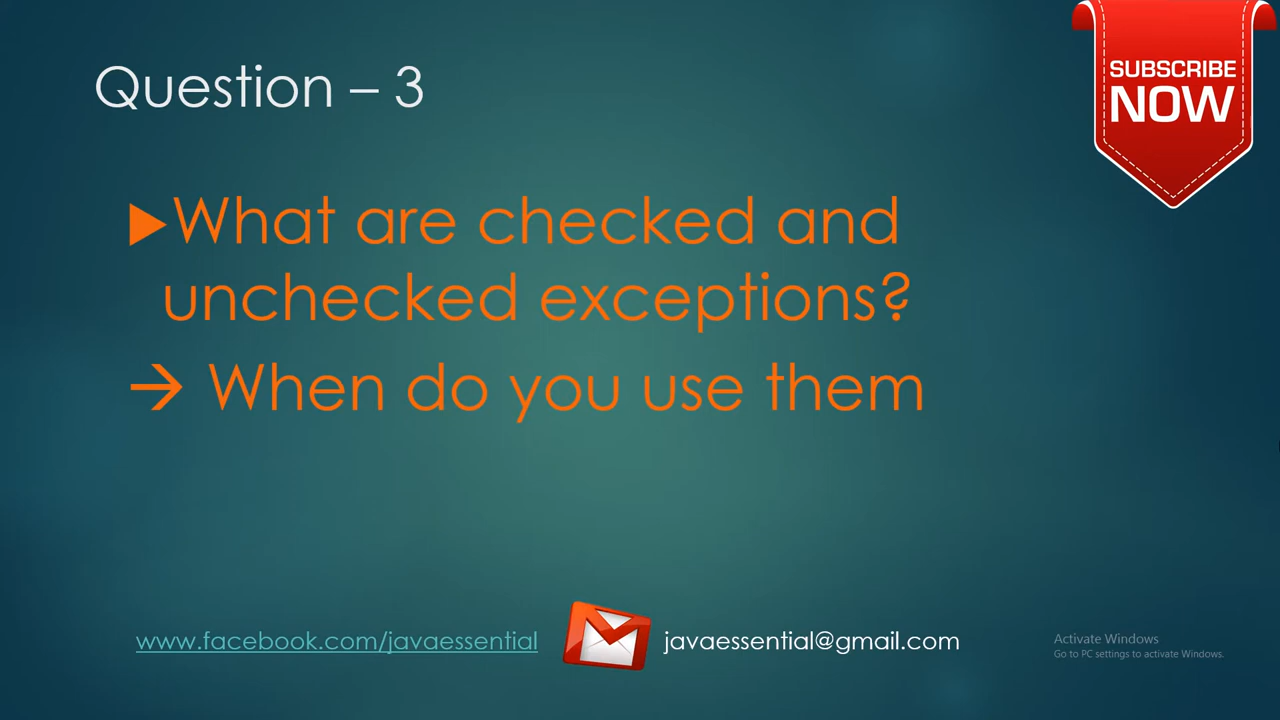 SUBSCRIBE
NOW
Question – 3
What are checked and
unchecked exceptions?
→ When do you use them
www.facebook.com/javaessential
javaessential@gmail.com
Activate Windows
Go to PC settings to activate Windows.